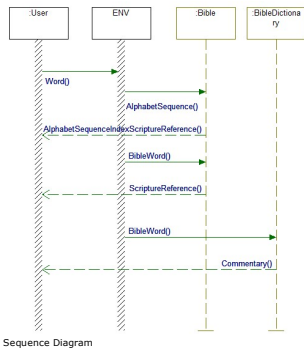 :User
ENV
:Bible
:BibleDictiona
ry
Word()
AlphabetSequence()
AlphabetSequenceIndexScriptureReference()
BibleWord()
ScriptureReference()
BibleWord()
Commentary()
Sequence Diagram